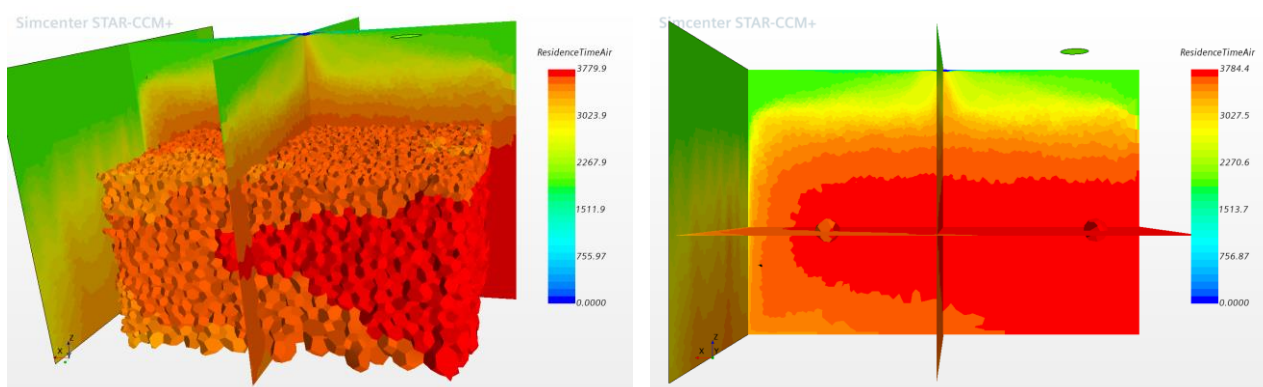 Simcenter STAR-CCM+
ResidenceTimeAir
3779.9
3023.9
2267.9
1511.9
755.97
0.0000
X
Z
Y
Simcenter STAR-CCM+
ResidenceTimeAir
3784.4
3027.5
2270.6
1513.7
756.87
0.0000
X
Z
Y